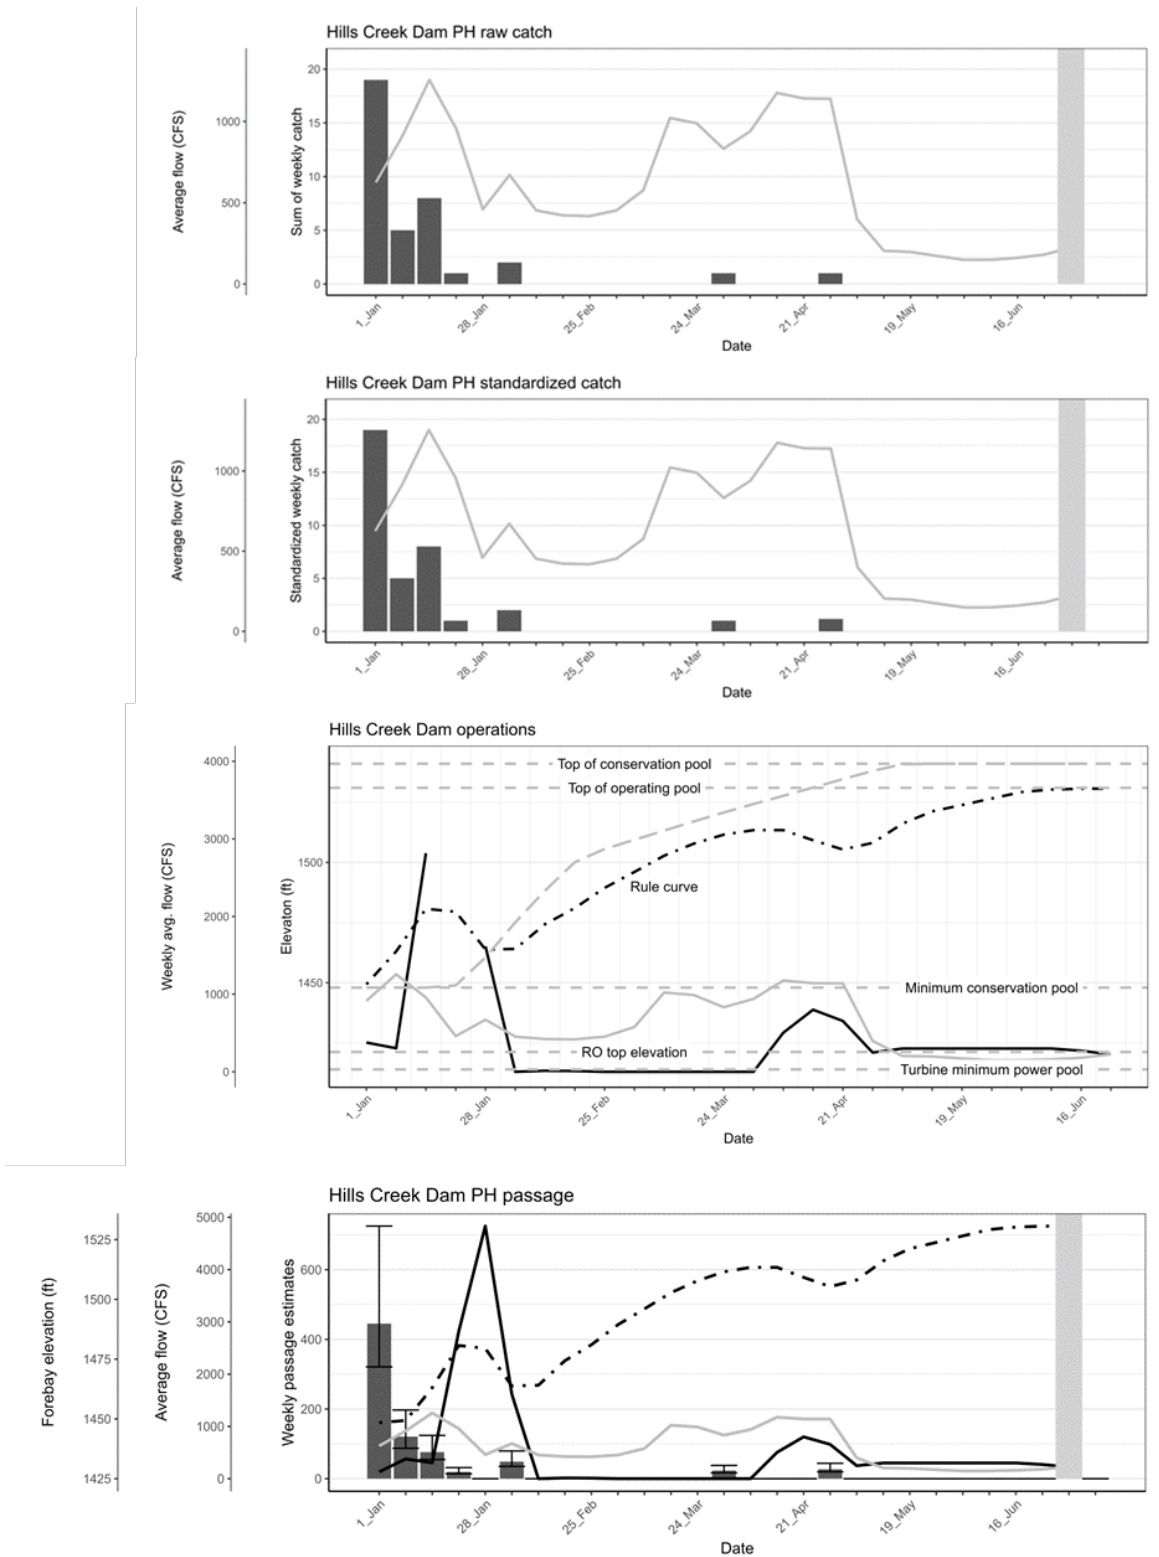 Hills Creek Dam PH raw catch
Average flow (CFS)
1000
500
0
Sum of weekly catch
20
15
10
5
0
1_Jan
28_Jan
25_Feb
24_Mar
21_Apr
19_May
16_Jun
Date
Hills Creek Dam PH standardized catch
Average flow (CFS)
1000
500
0
Standardized weekly catch
20
15
10
5
0
1_Jan
28_Jan
25_Feb
24_Mar
21_Apr
19_May
16_Jun
Date
Hills Creek Dam operations
Weekly avg. flow (CFS)
4000
3000
2000
1000
0
Elevaton (ft)
1500
1450
Top of conservation pool
Top of operating pool
Rule curve
Minimum conservation pool
RO top elevation
Turbine minimum power pool
1_Jan
28_Jan
25_Feb
24_Mar
21_Apr
19_May
16_Jun
Date
Hills Creek Dam PH passage
Forebay elevation (ft)
1525
1500
1475
1450
1425
Average flow (CFS)
5000
4000
3000
2000
1000
0
Weekly passage estimates
600
400
200
0
1_Jan
28_Jan
25_Feb
24_Mar
21_Apr
19_May
16_Jun
Date